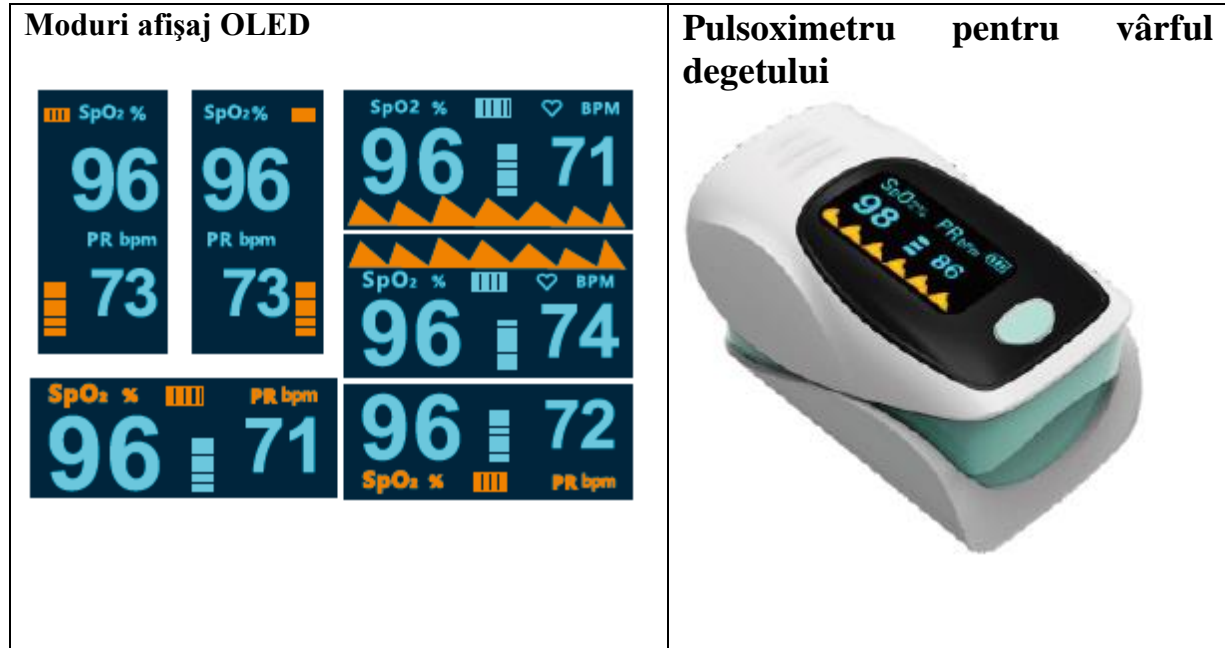 Moduri afişaj OLED
SpO₂ %
96
PR bpm
73
SpO₂%
96
PR bpm
73
SpO2 % BPM
96 71
SpO₂ % BPM
96 74
SpO₂ % PR bpm
96 71
96 72
SpO₂ % PR bpm
Pulsoximetru pentru vârful
degetului
SpO₂% PRbpm
98 86